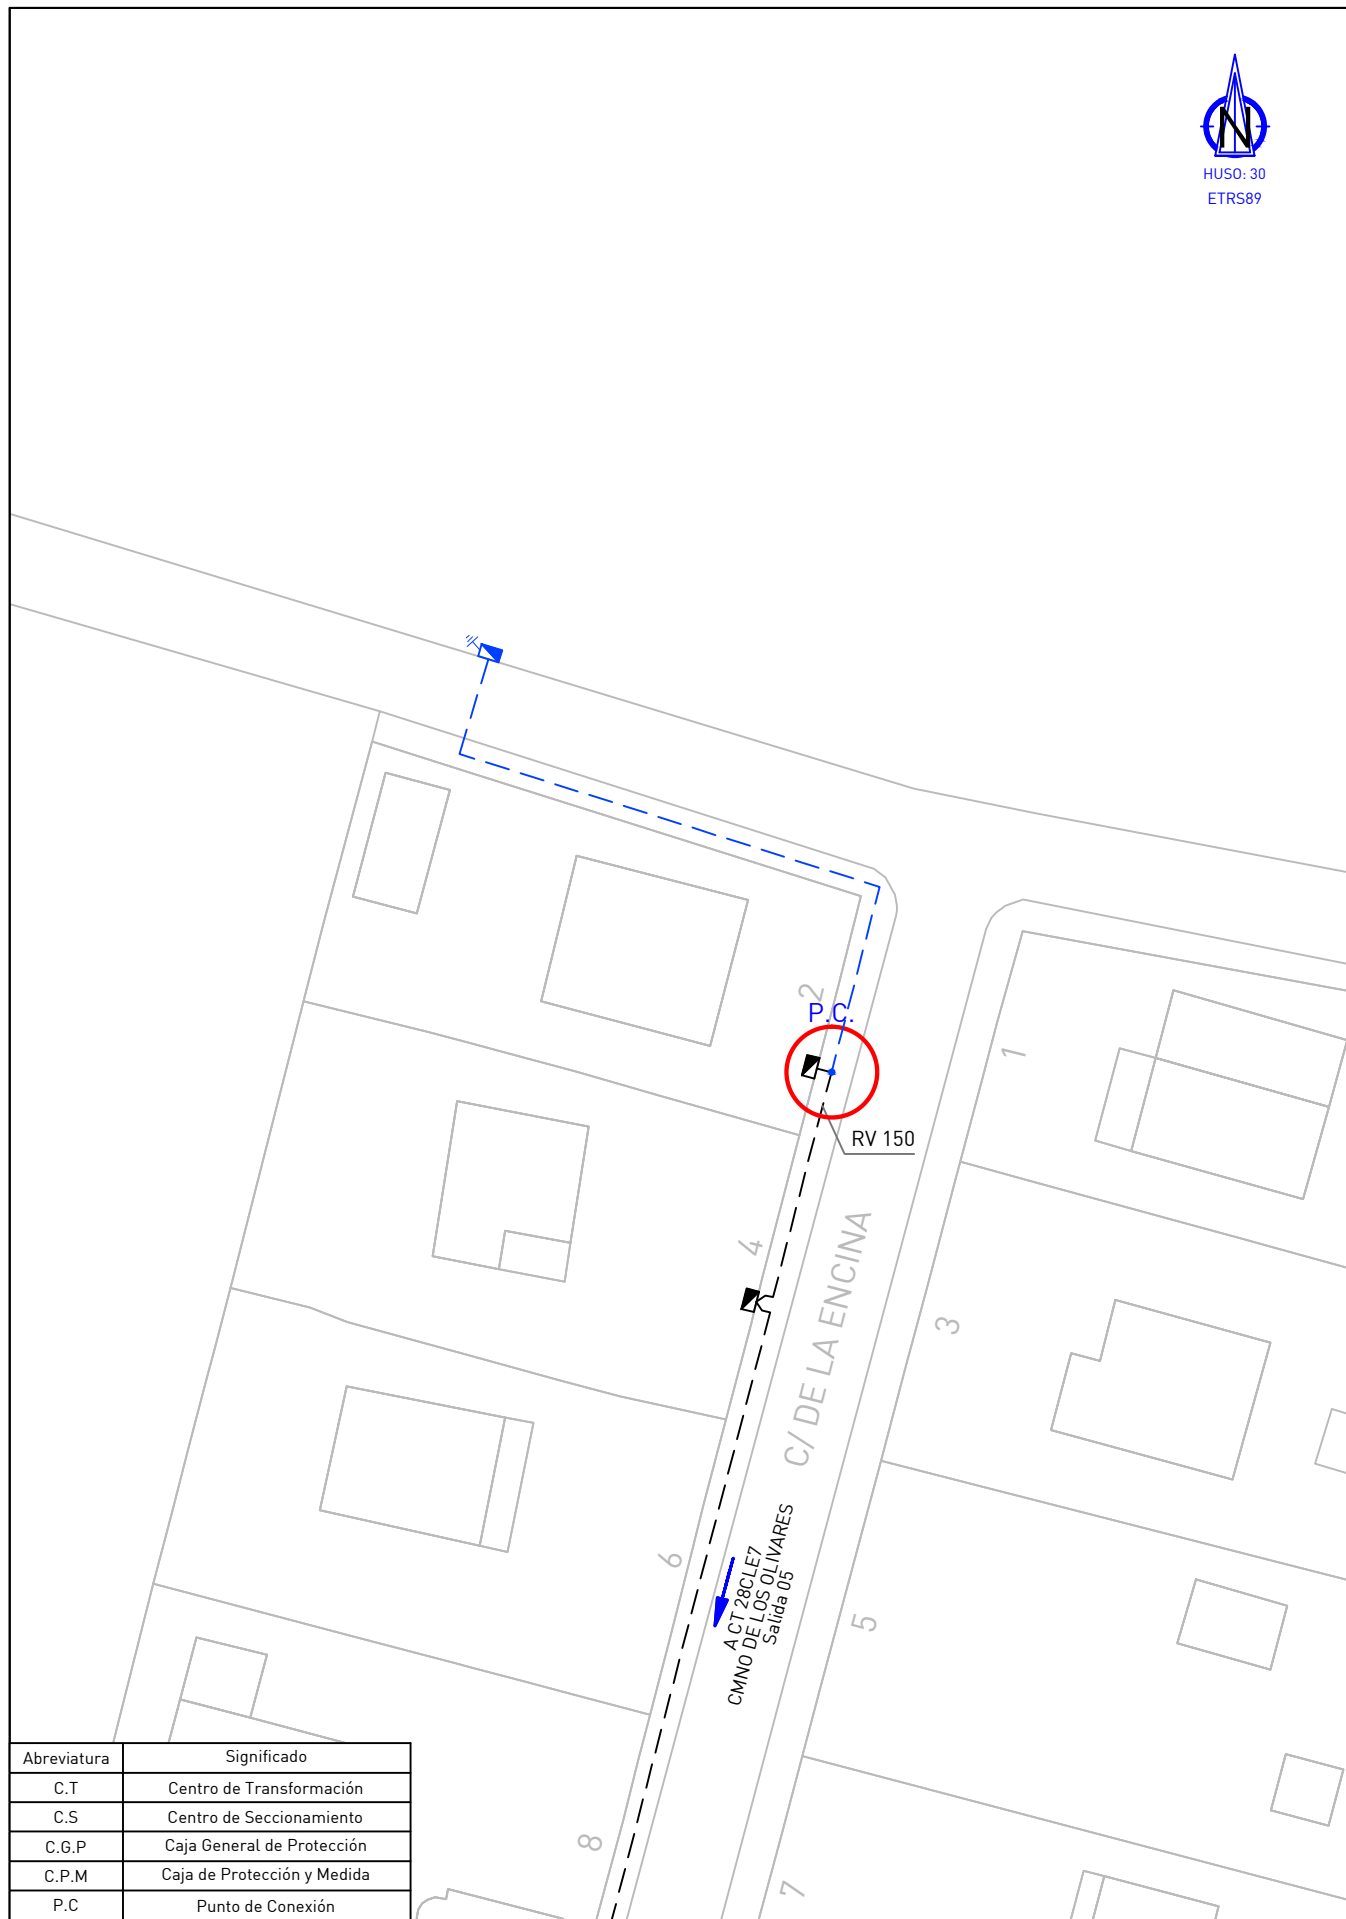 N
HUSO: 30
ETRS89
2
P.C.
1
RV 150
4
C/ DE LA ENCINA
3
6
A CT 28CLE7
CMNO DE LOS OLIVARES
Salida 05
5
8
7
Abreviatura Significado
C.T Centro de Transformación
C.S Centro de Seccionamiento
C.G.P Caja General de Protección
C.P.M Caja de Protección y Medida
P.C Punto de Conexión